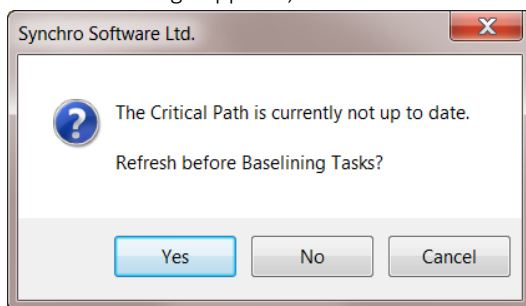 Synchro Software Ltd.
The Critical Path is currently not up to date.
Refresh before Baselining Tasks?
Yes
No
Cancel